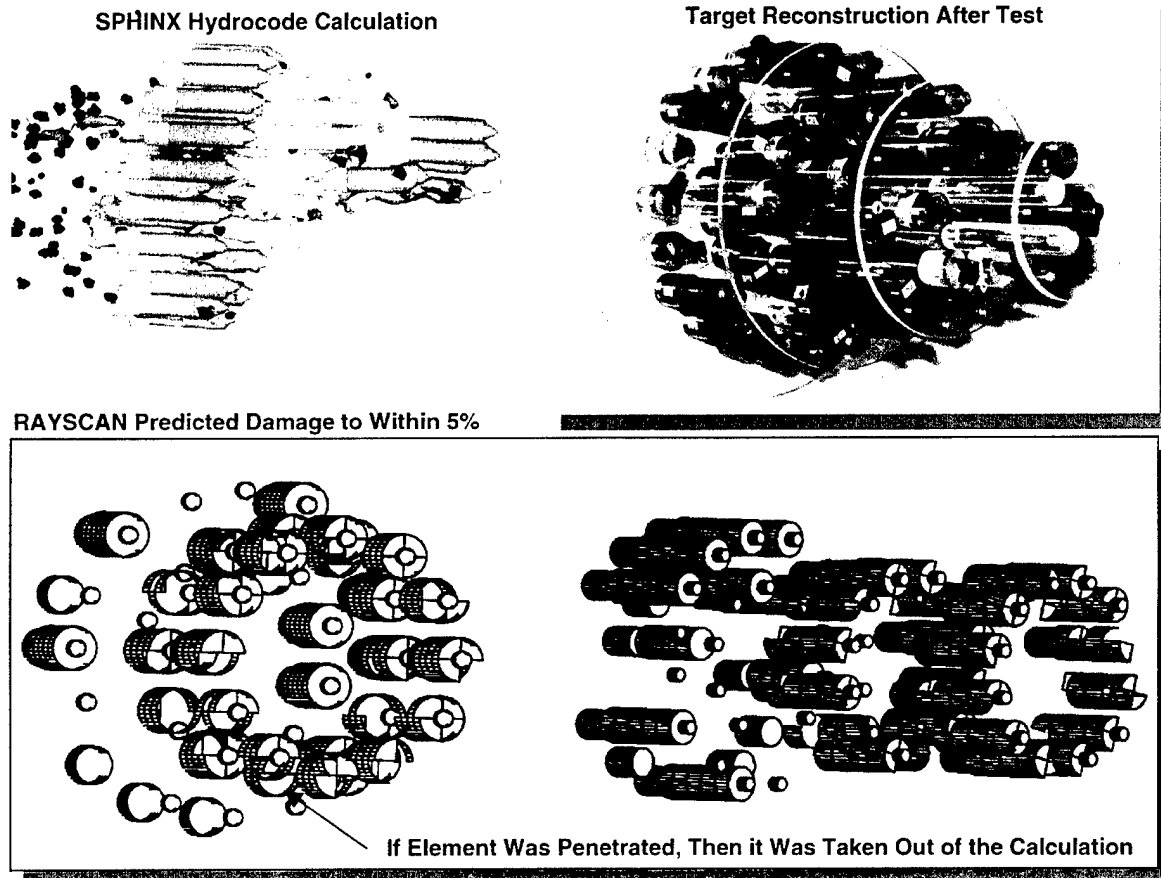 SPHINX Hydrocode Calculation
Target Reconstruction After Test
RAYSCAN Predicted Damage to Within 5%
If Element Was Penetrated, Then it Was Taken Out of the Calculation